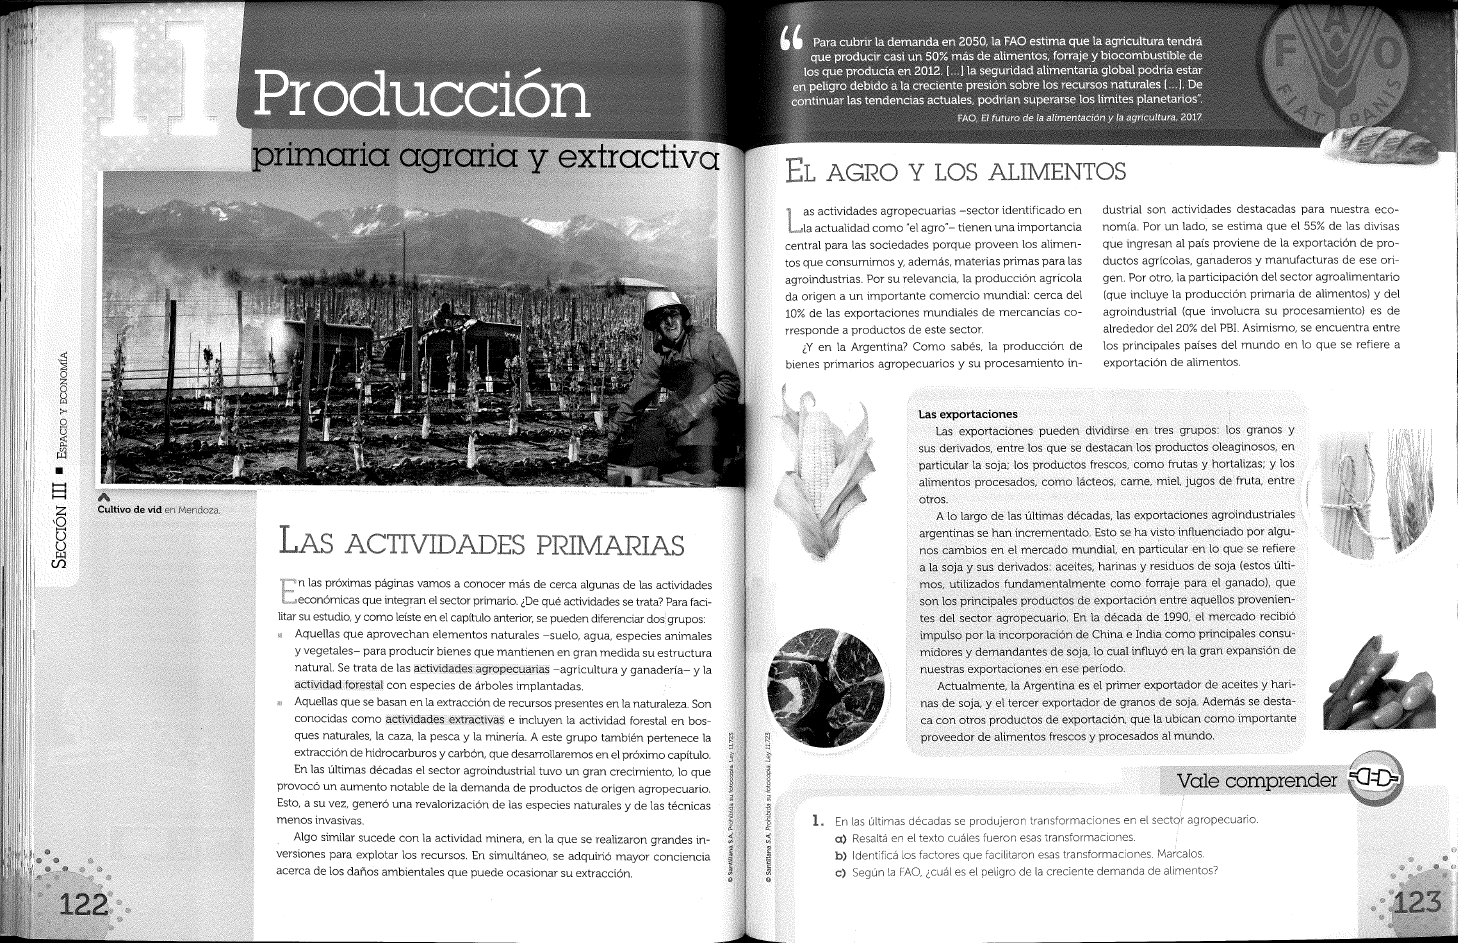 11
Producción
primaria agraria y extractiva
SECCIÓN III ■ ESPACIO Y ECONOMÍA
Cultivo de vid en Mendoza.
LAS ACTIVIDADES PRIMARIAS
En las próximas páginas vamos a conocer más de cerca algunas de las actividades
económicas que integran el sector primario. ¿De qué actividades se trata? Para faci-
litar su estudio, y como leíste en el capítulo anterior, se pueden diferenciar dos grupos:
Aquellas que aprovechan elementos naturales –suelo, agua, especies animales
y vegetales– para producir bienes que mantienen en gran medida su estructura
natural. Se trata de las actividades agropecuarias –agricultura y ganadería– y la
actividad forestal con especies de árboles implantadas.
Aquellas que se basan en la extracción de recursos presentes en la naturaleza. Son
conocidas como actividades extractivas e incluyen la actividad forestal en bos-
ques naturales, la caza, la pesca y la minería. A este grupo también pertenece la
extracción de hidrocarburos y carbón, que desarrollaremos en el próximo capítulo.
En las últimas décadas el sector agroindustrial tuvo un gran crecimiento, lo que
provocó un aumento notable de la demanda de productos de origen agropecuario.
Esto, a su vez, generó una revalorización de las especies naturales y de las técnicas
menos invasivas.
Algo similar sucede con la actividad minera, en la que se realizaron grandes in-
versiones para explotar los recursos. En simultáneo, se adquirió mayor conciencia
acerca de los daños ambientales que puede ocasionar su extracción.
© Santillana S.A. Prohibida su fotocopia. Ley 11.723
122
“ Para cubrir la demanda en 2050, la FAO estima que la agricultura tendrá
que producir casi un 50% más de alimentos, forraje y biocombustible de
los que producía en 2012. [...] la seguridad alimentaria global podría estar
en peligro debido a la creciente presión sobre los recursos naturales [...]. De
continuar las tendencias actuales, podrían superarse los límites planetarios”.
FAO, El futuro de la alimentación y la agricultura, 2017.
FAO
FIAT PANIS
EL AGRO Y LOS ALIMENTOS
Las actividades agropecuarias –sector identificado en
la actualidad como "el agro"– tienen una importancia
central para las sociedades porque proveen los alimen-
tos que consumimos y, además, materias primas para las
agroindustrias. Por su relevancia, la producción agrícola
da origen a un importante comercio mundial: cerca del
10% de las exportaciones mundiales de mercancías co-
rresponde a productos de este sector.
¿Y en la Argentina? Como sabés, la producción de
bienes primarios agropecuarios y su procesamiento in-
dustrial son actividades destacadas para nuestra eco-
nomía. Por un lado, se estima que el 55% de las divisas
que ingresan al país proviene de la exportación de pro-
ductos agrícolas, ganaderos y manufacturas de ese ori-
gen. Por otro, la participación del sector agroalimentario
(que incluye la producción primaria de alimentos) y del
agroindustrial (que involucra su procesamiento) es de
alrededor del 20% del PBI. Asimismo, se encuentra entre
los principales países del mundo en lo que se refiere a
exportación de alimentos.
Las exportaciones
Las exportaciones pueden dividirse en tres grupos: los granos y
sus derivados, entre los que se destacan los productos oleaginosos, en
particular la soja; los productos frescos, como frutas y hortalizas; y los
alimentos procesados, como lácteos, carne, miel, jugos de fruta, entre
otros.
A lo largo de las últimas décadas, las exportaciones agroindustriales
argentinas se han incrementado. Esto se ha visto influenciado por algu-
nos cambios en el mercado mundial, en particular en lo que se refiere
a la soja y sus derivados: aceites, harinas y residuos de soja (estos últi-
mos, utilizados fundamentalmente como forraje para el ganado), que
son los principales productos de exportación entre aquellos provenien-
tes del sector agropecuario. En la década de 1990, el mercado recibió
impulso por la incorporación de China e India como principales consu-
midores y demandantes de soja, lo cual influyó en la gran expansión de
nuestras exportaciones en ese período.
Actualmente, la Argentina es el primer exportador de aceites y hari-
nas de soja, y el tercer exportador de granos de soja. Además se desta-
ca con otros productos de exportación, que la ubican como importante
proveedor de alimentos frescos y procesados al mundo.
Vale comprender
1. En las últimas décadas se produjeron transformaciones en el sector agropecuario.
a) Resaltá en el texto cuáles fueron esas transformaciones.
b) Identificá los factores que facilitaron esas transformaciones. Marcalos.
c) Según la FAO, ¿cuál es el peligro de la creciente demanda de alimentos?
© Santillana S.A. Prohibida su fotocopia. Ley 11.723
123